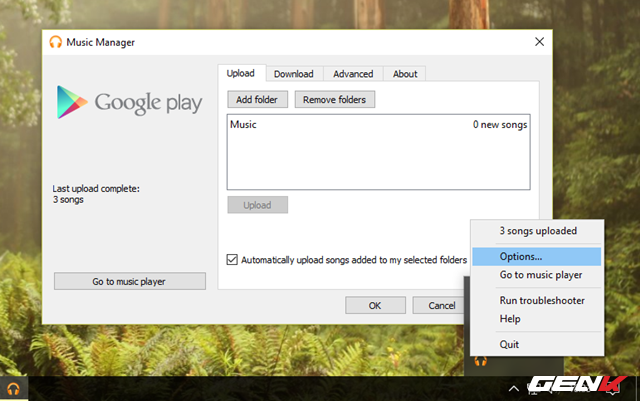 Music Manager
Upload
Download
Advanced
About
Google play
Add folder
Remove folders
Music
0 new songs
Last upload complete:
3 songs
Upload
Automatically upload songs added to my selected folders
Go to music player
OK
Cancel
3 songs uploaded
Options...
Go to music player
Run troubleshooter
Help
Quit
GENK